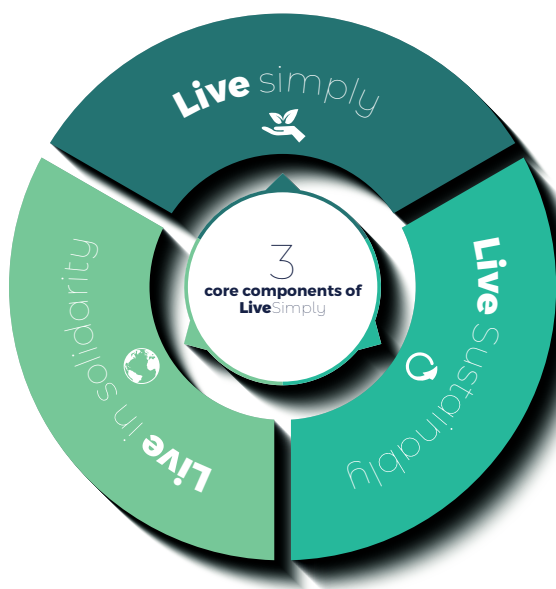 Live simply
3
core components of
LiveSimply
Live Sustainably
Live in solidarity